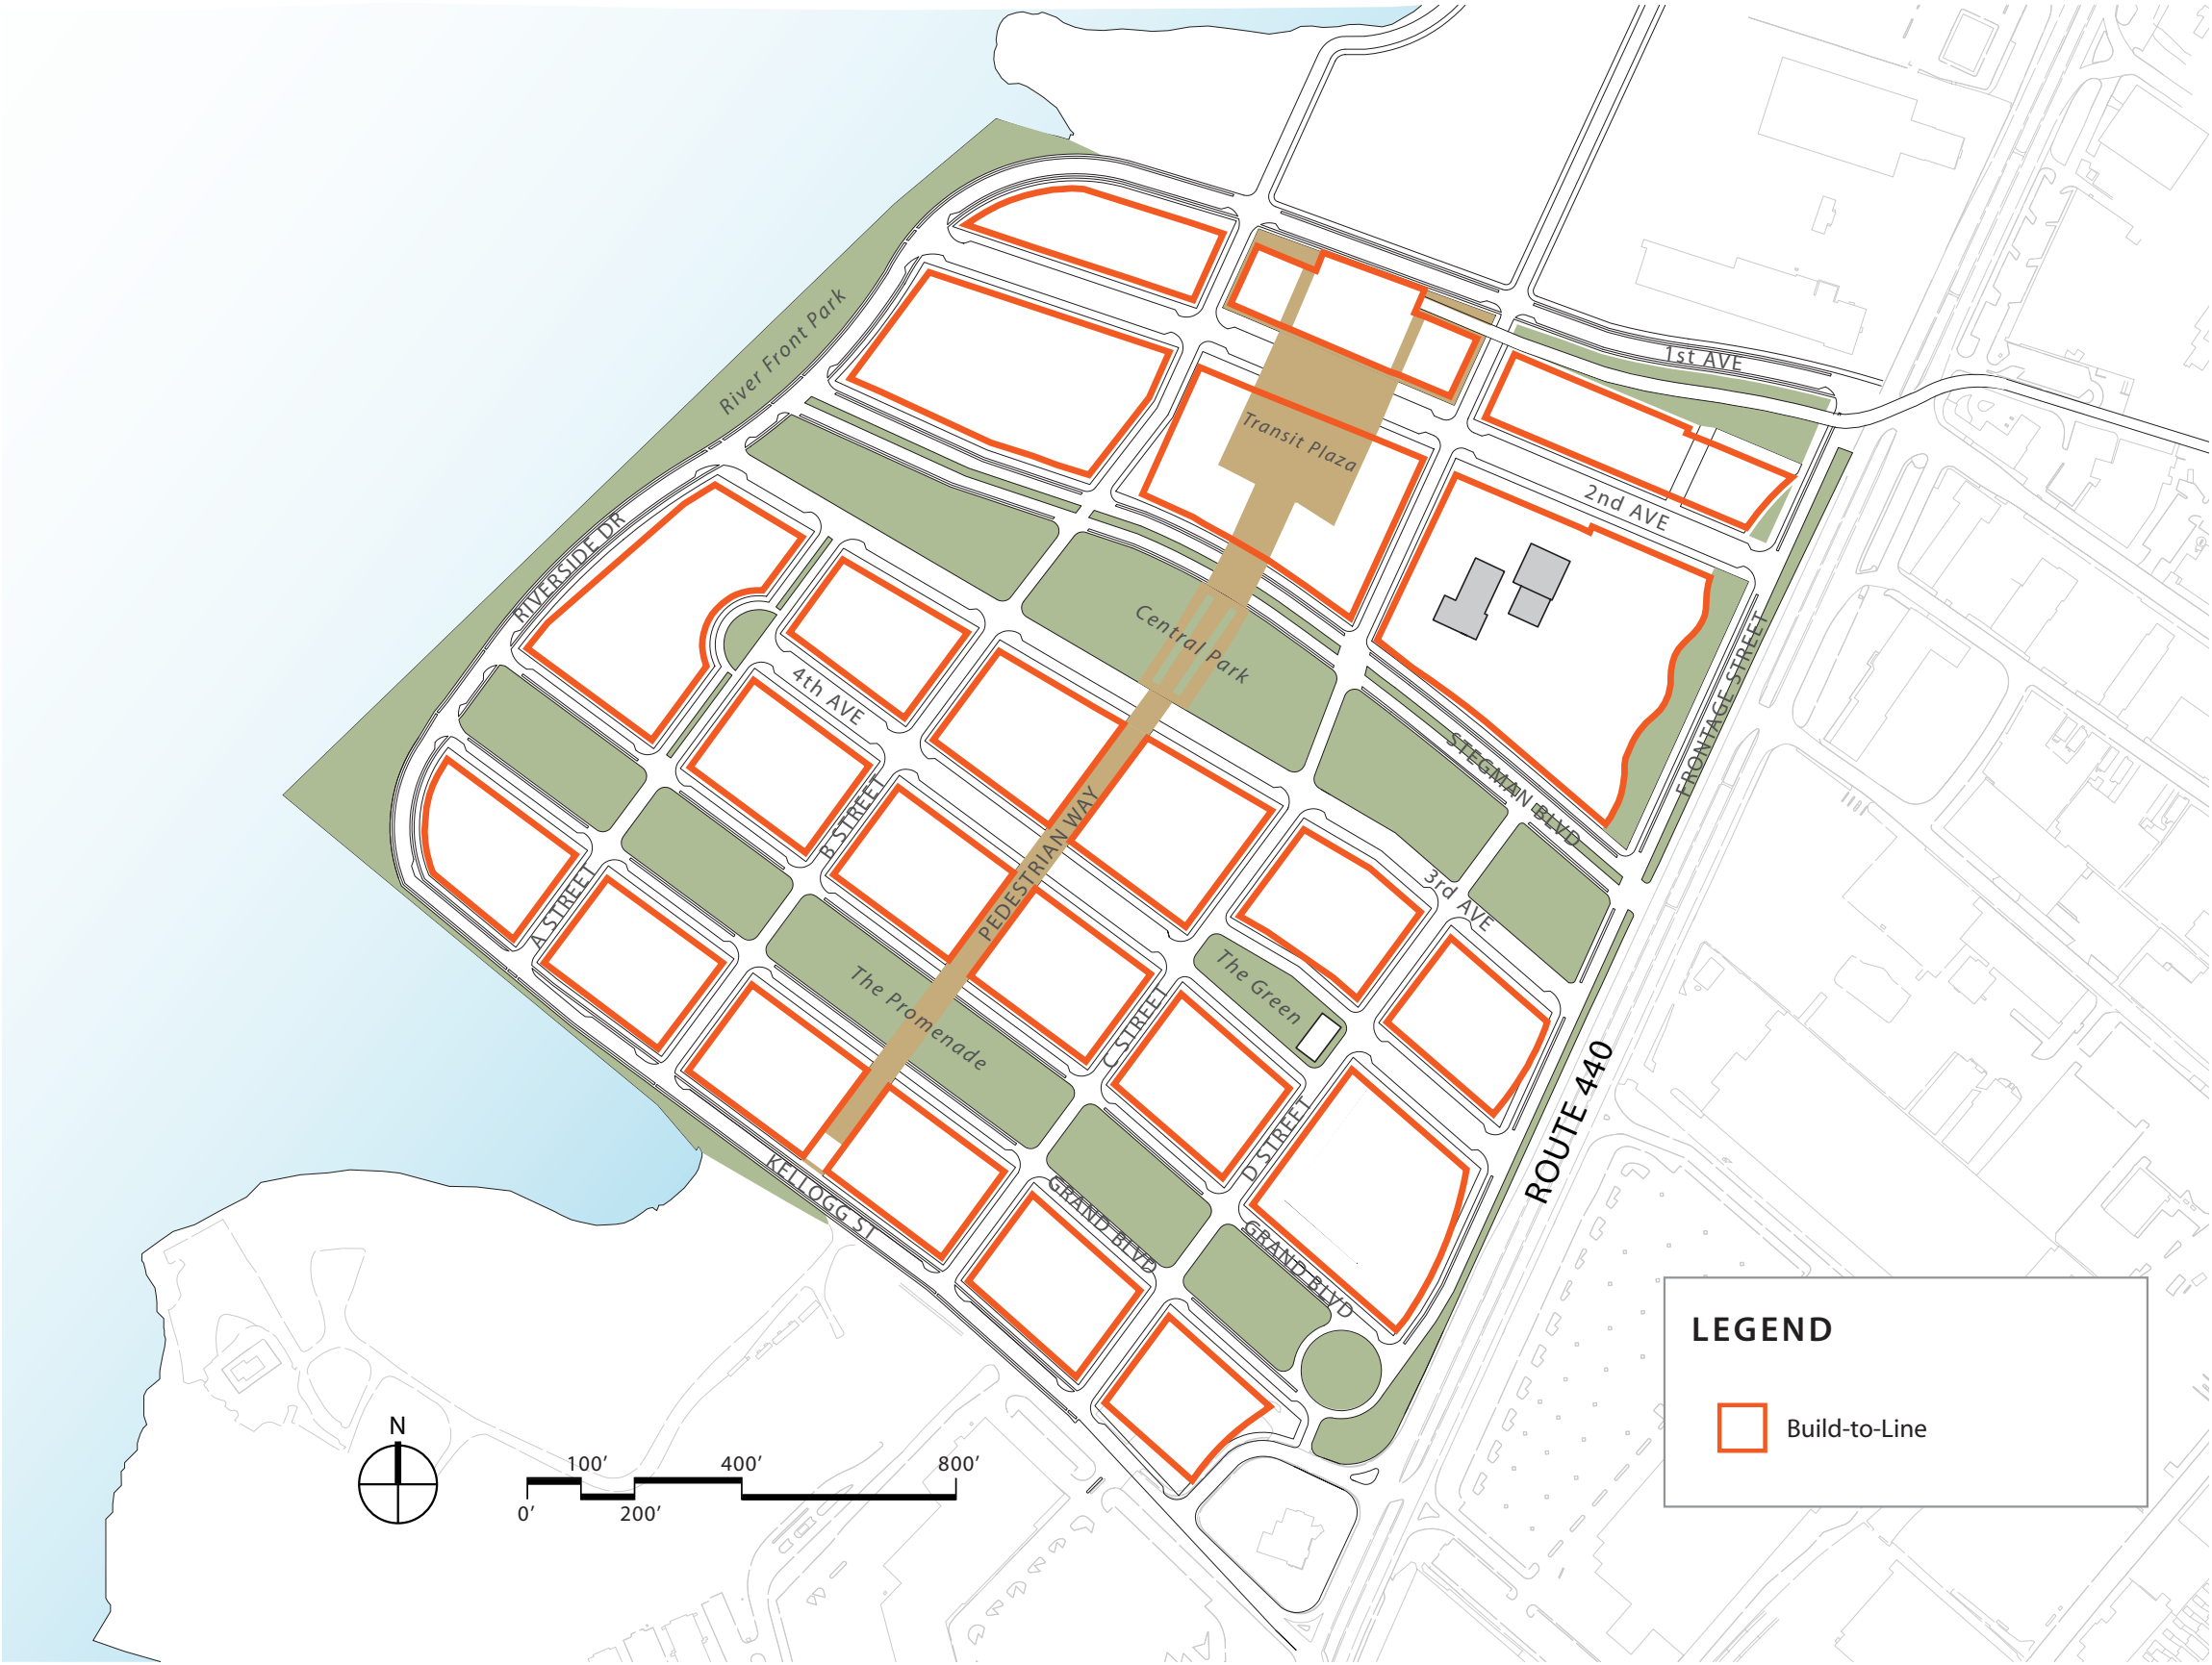 1st AVE
River Front Park
Transit Plaza
2nd AVE
RIVERSIDE DR
Central Park
4th AVE
FRONTAGE STREET
STEGMAN BLVD
B STREET
PEDESTRIAN WAY
3rd AVE
A STREET
The Promenade
The Green
C STREET
ROUTE 440
D STREET
KELLOGG ST
GRAND BLVD
GRAND BLVD
LEGEND
Build-to-Line
N
100’ 400’ 800’
0’ 200’